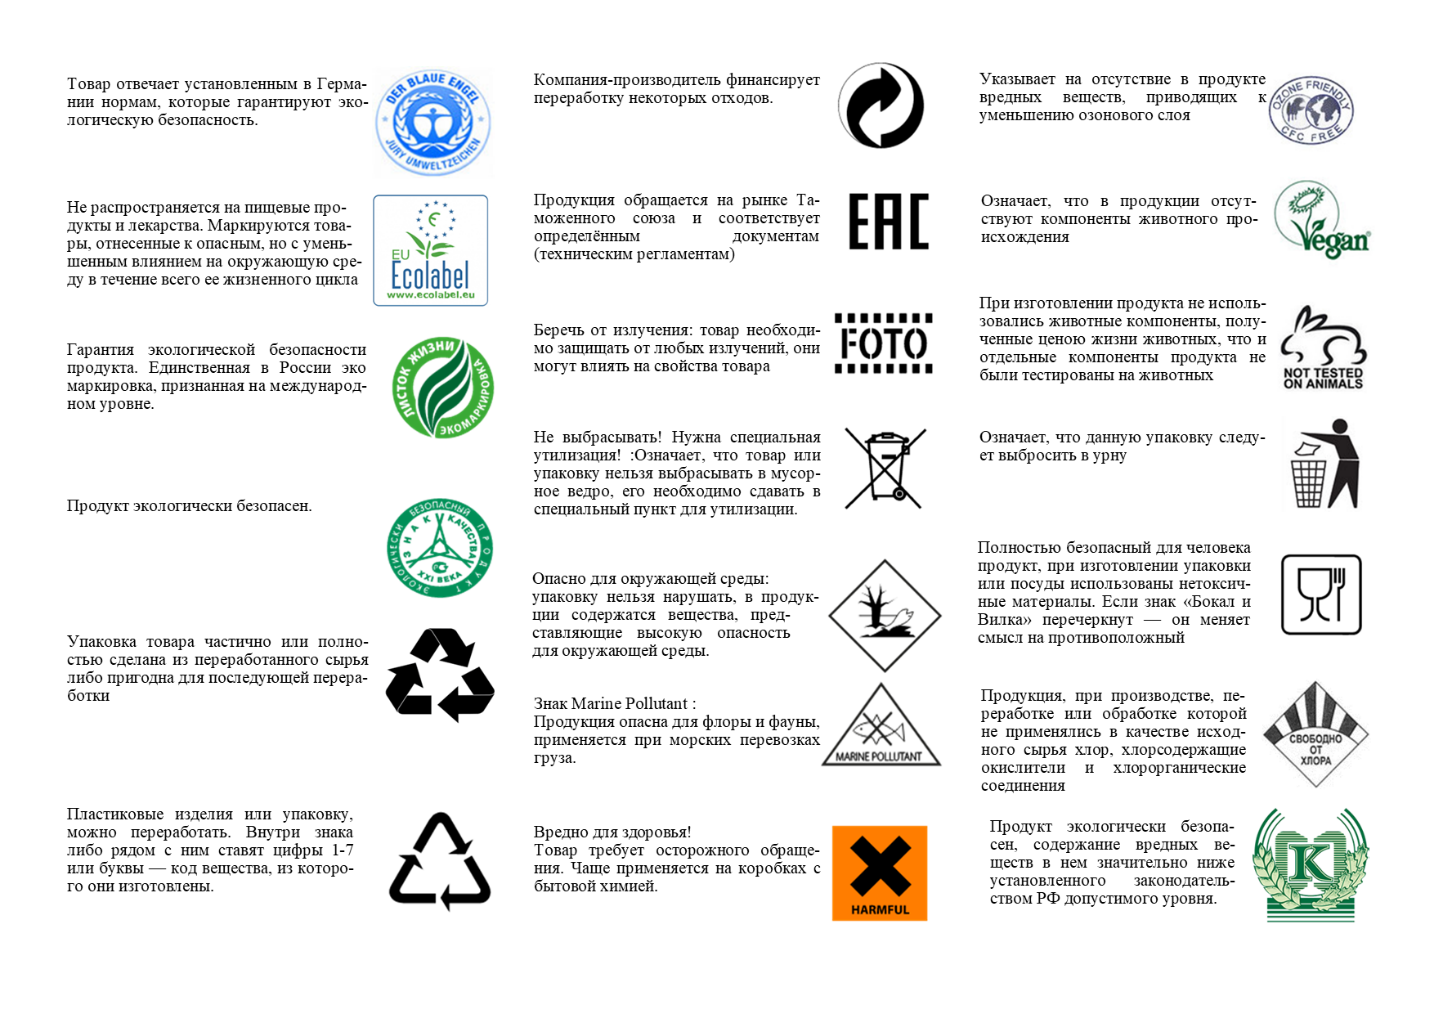 Товар отвечает установленным в Герма-
нии нормам, которые гарантируют эко-
логическую безопасность.
DER BLAUE ENGEL
JURY UMWELTZEICHEN
Не распространяется на пищевые про-
дукты и лекарства. Маркируются това-
ры, отнесенные к опасным, но с умень-
шенным влиянием на окружающую сре-
ду в течение всего ее жизненного цикла
EU
Ecolabel
www.ecolabel.eu
Гарантия экологической безопасности
продукта. Единственная в России эко
маркировка, признанная на международ-
ном уровне.
ЛИСТОК ЖИЗНИ
ЭКОМАРКИРОВКА
Продукт экологически безопасен.
ЭКОЛОГИЧЕСКИ БЕЗОПАСНЫЙ ПРОДУКТ
ЗНАК КАЧЕСТВА
XXI ВЕКА
Упаковка товара частично или полно-
стью сделана из переработанного сырья
либо пригодна для последующей перера-
ботки
Пластиковые изделия или упаковку,
можно переработать. Внутри знака
либо рядом с ним ставят цифры 1-7
или буквы — код вещества, из которо-
го они изготовлены.
Компания-производитель финансирует
переработку некоторых отходов.
Продукция обращается на рынке Та-
моженного союза и соответствует
определённым документам
(техническим регламентам)
EAC
Беречь от излучения: товар необходи-
мо защищать от любых излучений, они
могут влиять на свойства товара
FOTO
Не выбрасывать! Нужна специальная
утилизация! :Означает, что товар или
упаковку нельзя выбрасывать в мусор-
ное ведро, его необходимо сдавать в
специальный пункт для утилизации.
Опасно для окружающей среды:
упаковку нельзя нарушать, в продук-
ции содержатся вещества, пред-
ставляющие высокую опасность
для окружающей среды.
Знак Marine Pollutant :
Продукция опасна для флоры и фауны,
применяется при морских перевозках
груза.
MARINE POLLUTANT
Вредно для здоровья!
Товар требует осторожного обраще-
ния. Чаще применяется на коробках с
бытовой химией.
HARMFUL
Указывает на отсутствие в продукте
вредных веществ, приводящих к
уменьшению озонового слоя
OZONE FRIENDLY
CFC FREE
Означает, что в продукции отсут-
ствуют компоненты животного про-
исхождения
Vegan®
При изготовлении продукта не исполь-
зовались животные компоненты, полу-
ченные ценою жизни животных, что и
отдельные компоненты продукта не
были тестированы на животных
NOT TESTED
ON ANIMALS
Означает, что данную упаковку следу-
ет выбросить в урну
Полностью безопасный для человека
продукт, при изготовлении упаковки
или посуды использованы нетоксич-
ные материалы. Если знак «Бокал и
Вилка» перечеркнут — он меняет
смысл на противоположный
Продукция, при производстве, пе-
реработке или обработке которой
не применялись в качестве исход-
ного сырья хлор, хлорсодержащие
окислители и хлорорганические
соединения
СВОБОДНО
ОТ
ХЛОРА
Продукт экологически безопа-
сен, содержание вредных ве-
ществ в нем значительно ниже
установленного законодатель-
ством РФ допустимого уровня.
К